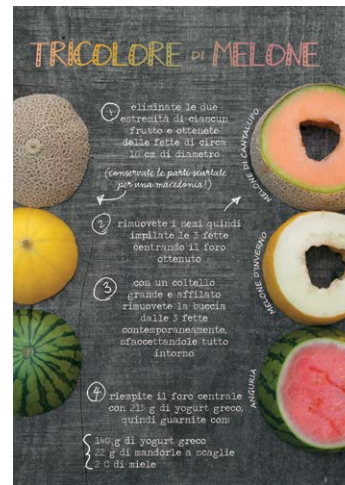 TRICOLORE DI MELONE
1
eliminate le due
estremità di ciascun
frutto e ottenete
delle fette di circa
10 cm di diametro
(conservate le parti scartate
per una macedonia!)
MELONE DI CANTALUPO
2
rimuovete i semi quindi
impilate le 3 fette
centrando il foro
ottenuto
MELONE D'INVERNO
3
con un coltello
grande e affilato
rimuovete la buccia
dalle 3 fette
contemporaneamente,
sfaccettandole tutto
intorno
ANGURIA
4
riempite il foro centrale
con 215 g di yogurt greco,
quindi guarnite con:
140 g di yogurt greco
22 g di mandorle a scaglie
2 C di miele